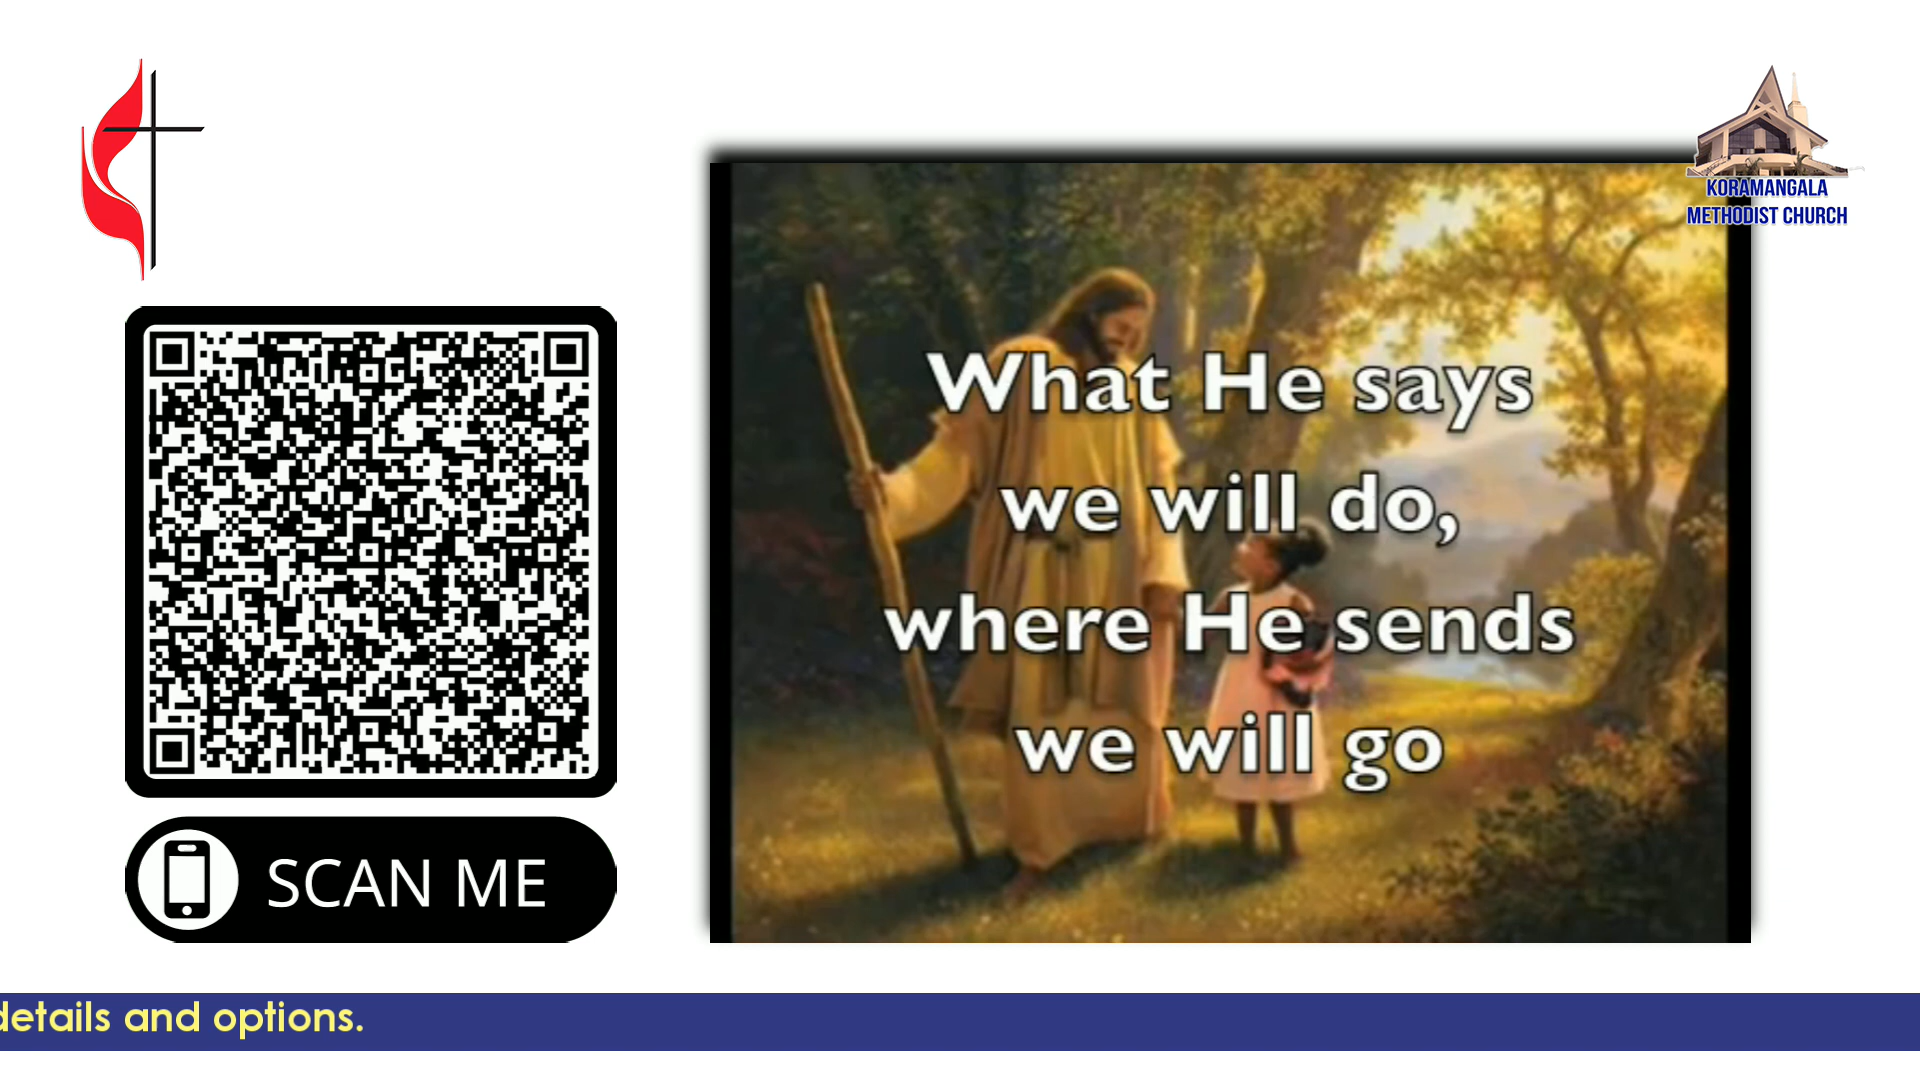 KORAMANGALA
METHODIST CHURCH
What He says
we will do,
where He sends
we will go
SCAN ME
details and options.